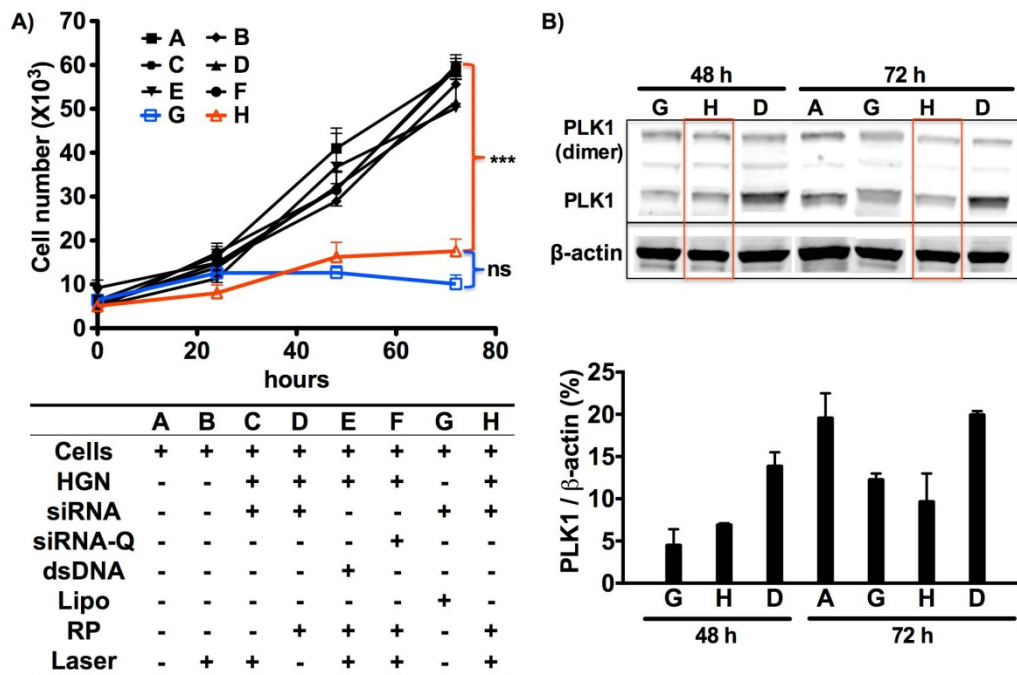 A)
Cell number (X10³)
70
60
50
40
30
20
10
0
0 20 40 60 80
hours
A B
C D
E F
G H
***
ns
A B C D E F G H
Cells + + + + + + + +
HGN - - + + + + - +
siRNA - - + + - - + +
siRNA-Q - - - - - + - -
dsDNA - - - - + - - -
Lipo - - - - - - + -
RP - - - + + + - +
Laser - + + - + + - +
B)
48 h 72 h
G H D A G H D
PLK1
(dimer)
PLK1
β-actin
PLK1 / β-actin (%)
25
20
15
10
5
0
G H D A G H D
48 h 72 h